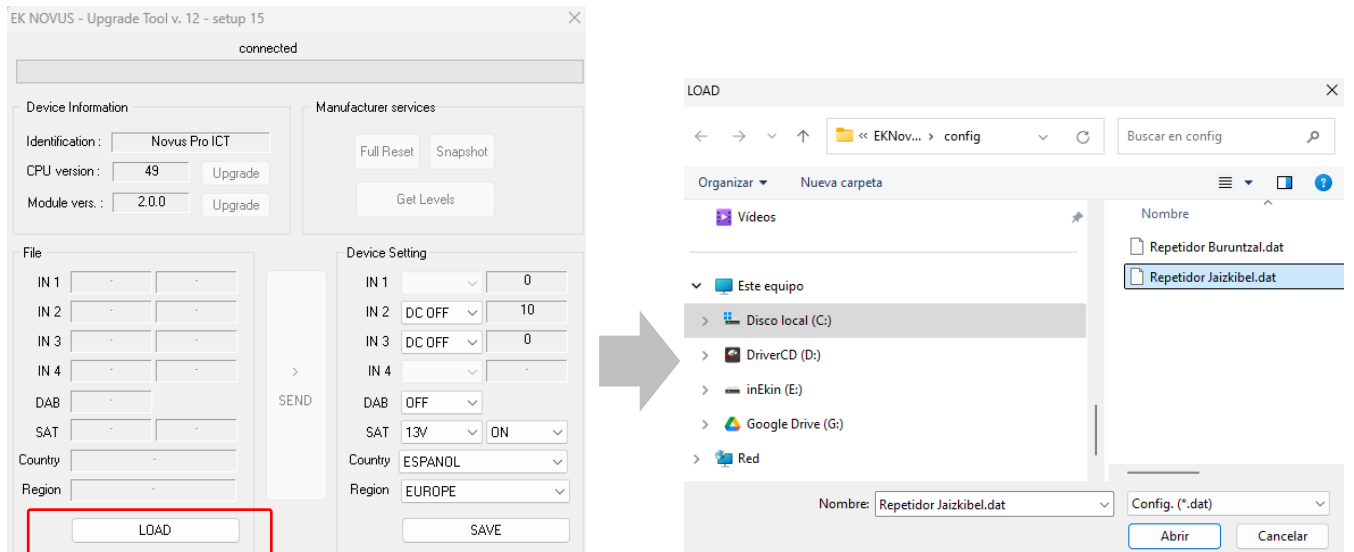 EK NOVUS - Upgrade Tool v. 12 - setup 15
connected
Device Information
Identification : Novus Pro ICT
CPU version : 49 Upgrade
Module vers. : 2.0.0 Upgrade
Manufacturer services
Full Reset Snapshot
Get Levels
File
IN 1 - -
IN 2 - -
IN 3 - -
IN 4 - -
DAB -
SAT - -
Country -
Region -
LOAD
>
SEND
Device Setting
IN 1 0
IN 2 DC OFF 10
IN 3 DC OFF 0
IN 4 -
DAB OFF
SAT 13V ON
Country ESPANOL
Region EUROPE
SAVE
LOAD
« EKNov... > config
Buscar en config
Organizar Nueva carpeta
Vídeos
Este equipo
Disco local (C:)
DriverCD (D:)
inEkin (E:)
Google Drive (G:)
Red
Nombre
Repetidor Buruntzal.dat
Repetidor Jaizkibel.dat
Nombre: Repetidor Jaizkibel.dat Config. (*.dat)
Abrir Cancelar